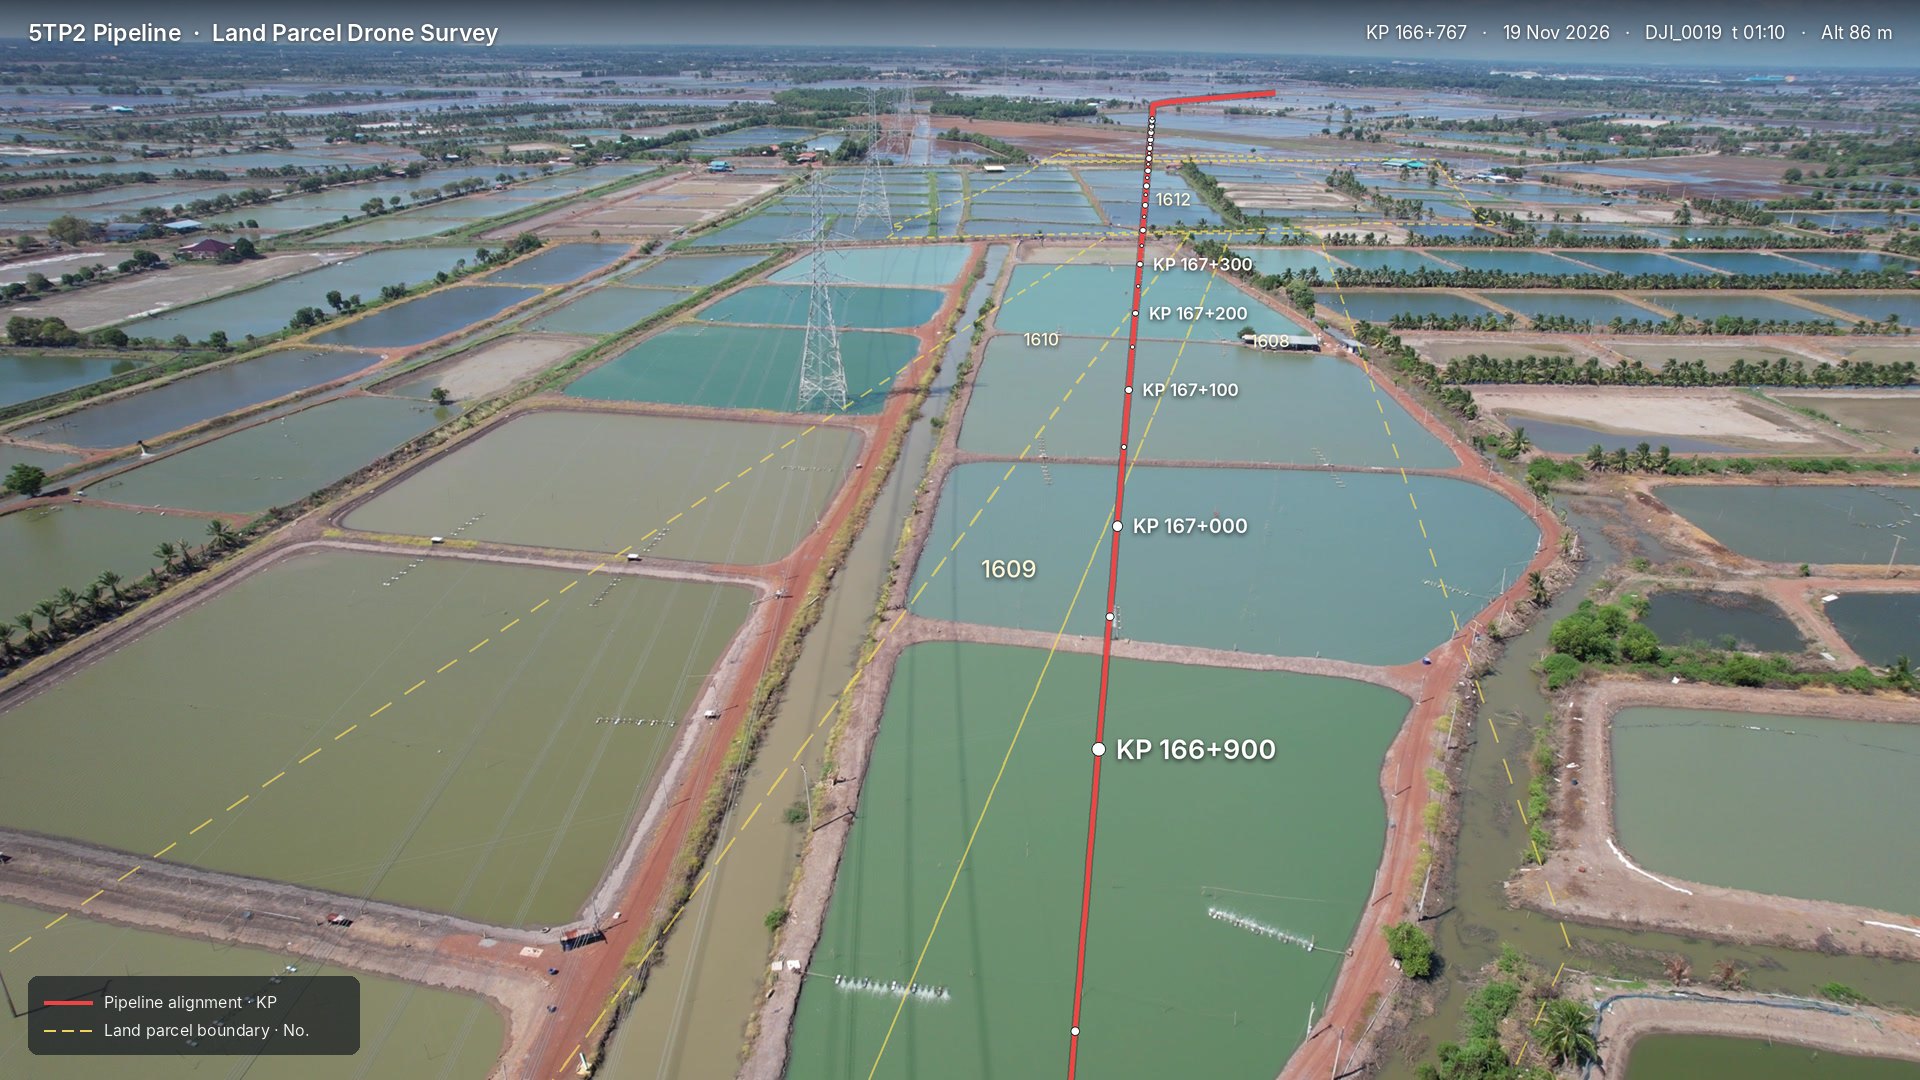 5TP2 Pipeline · Land Parcel Drone Survey
KP 166+767 · 19 Nov 2026 · DJI_0019 t 01:10 · Alt 86 m
1612
KP 167+300
KP 167+200
1610
1608
KP 167+100
KP 167+000
1609
KP 166+900
Pipeline alignment · KP
Land parcel boundary · No.